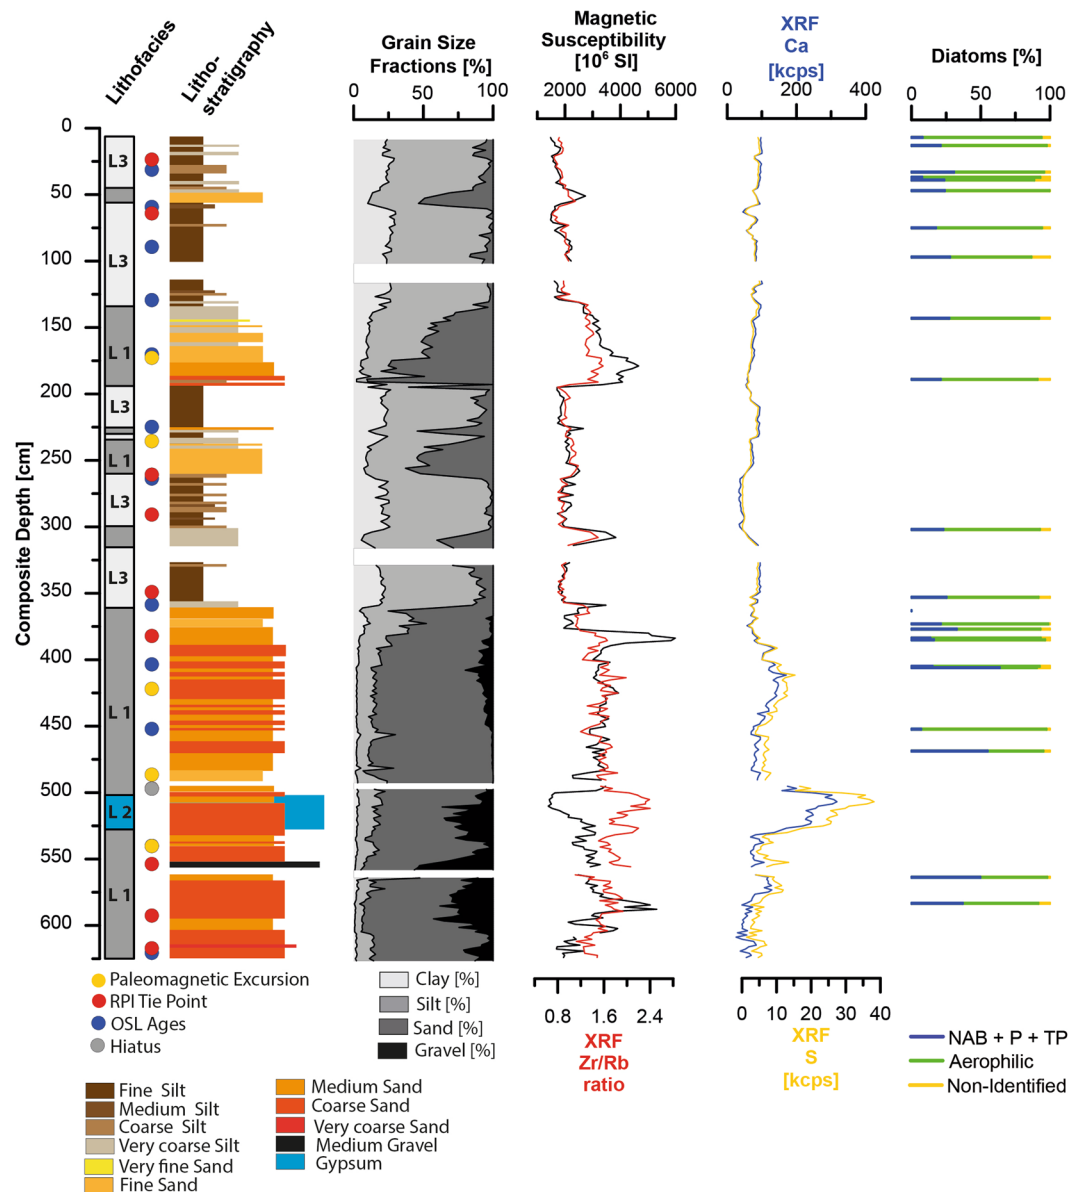 Lithofacies
Litho-
stratigraphy
Grain Size
Fractions [%]
0 50 100
Magnetic
Susceptibility
[10⁶ SI]
2000 4000 6000
XRF
Ca
[kcps]
0 200 400
Diatoms [%]
0 50 100
Composite Depth [cm]
0
50
100
150
200
250
300
350
400
450
500
550
600
L3
L3
L 1
L3
L1
L3
L3
L 1
L 2
L 1
Paleomagnetic Excursion
RPI Tie Point
OSL Ages
Hiatus
Clay [%]
Silt [%]
Sand [%]
Gravel [%]
0.8 1.6 2.4
XRF
Zr/Rb
ratio
0 10 20 30 40
XRF
S
[kcps]
NAB + P + TP
Aerophilic
Non-Identified
Fine Silt
Medium Silt
Coarse Silt
Very coarse Silt
Very fine Sand
Fine Sand
Medium Sand
Coarse Sand
Very coarse Sand
Medium Gravel
Gypsum